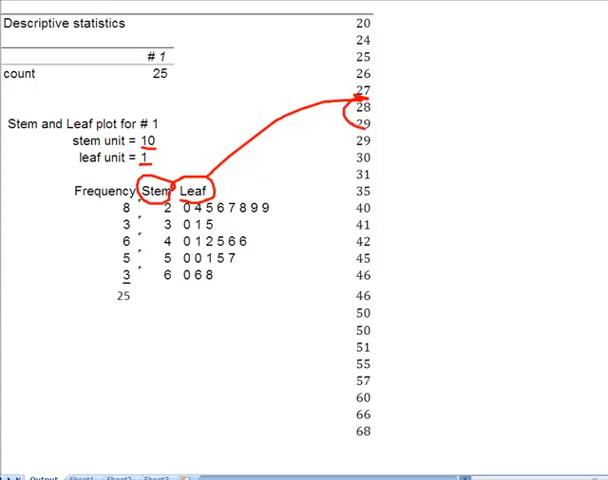 Descriptive statistics
# 1
count 25
Stem and Leaf plot for # 1
stem unit = 10
leaf unit = 1
Frequency Stem Leaf
8 2 0 4 5 6 7 8 9 9
3 3 0 1 5
6 4 0 1 2 5 6 6
5 5 0 0 1 5 7
3 6 0 6 8
25
20
24
25
26
27
28
29
29
30
31
35
40
41
42
45
46
46
50
50
51
55
57
60
66
68
Output Sheet1 Sheet2 Sheet3